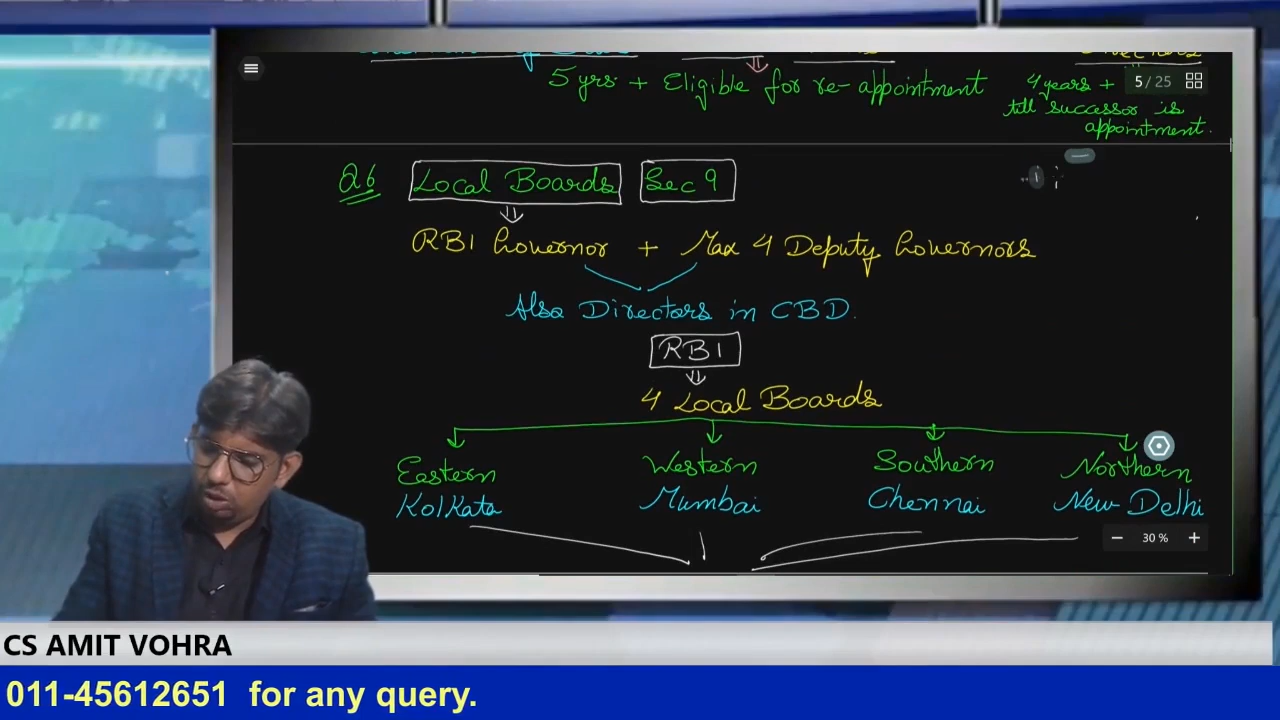 5 yrs + Eligible for re-appointment
4 years +
till successor is
appointment.
5 / 25
Q6 Local Boards Sec 9
RBI Governor + Max 4 Deputy Governors
Also Directors in CBD.
RBI
4 Local Boards
Eastern Western Southern Northern
Kolkata Mumbai Chennai New Delhi
− 30 % +
CS AMIT VOHRA
011-45612651 for any query.